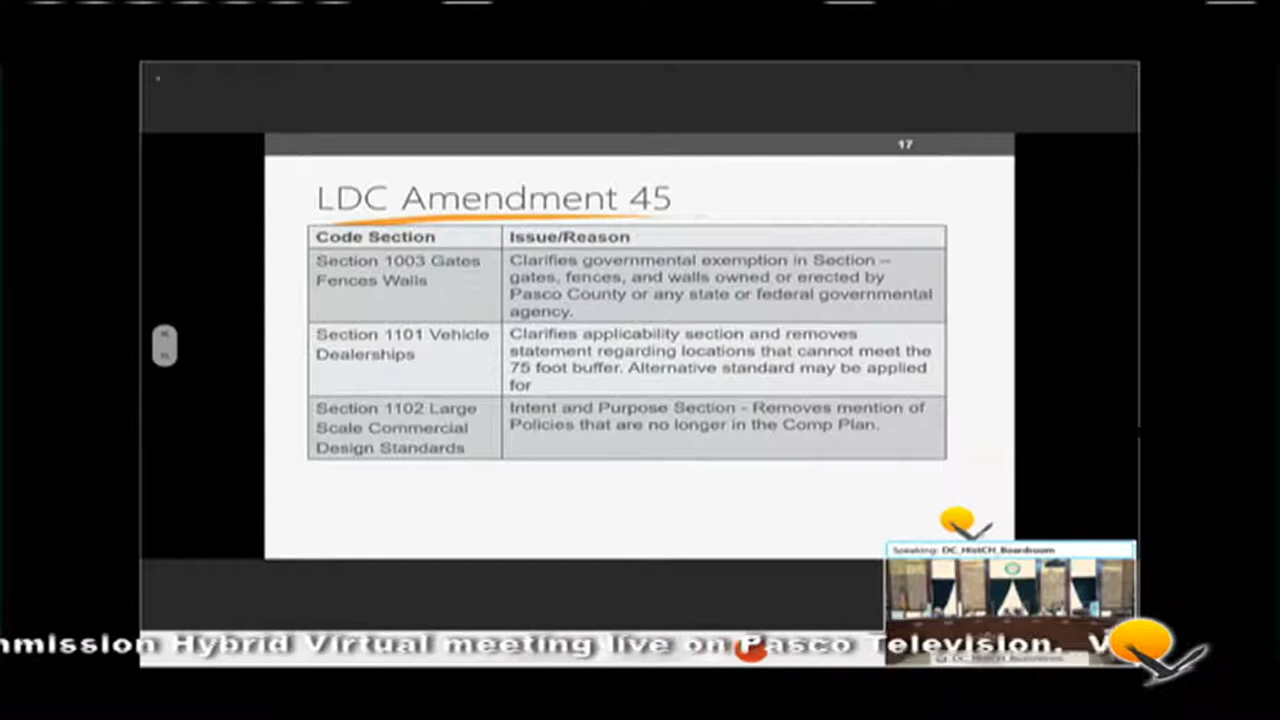 17
LDC Amendment 45
Code Section
Issue/Reason
Section 1003 Gates
Fences Walls
Clarifies governmental exemption in Section –
gates, fences, and walls owned or erected by
Pasco County or any state or federal governmental
agency.
Section 1101 Vehicle
Dealerships
Clarifies applicability section and removes
statement regarding locations that cannot meet the
75 foot buffer. Alternative standard may be applied
for
Section 1102 Large
Scale Commercial
Design Standards
Intent and Purpose Section - Removes mention of
Policies that are no longer in the Comp Plan.
Speaking: DC_HistCH_Boardroom
mmission Hybrid Virtual meeting live on Pasco Television. V